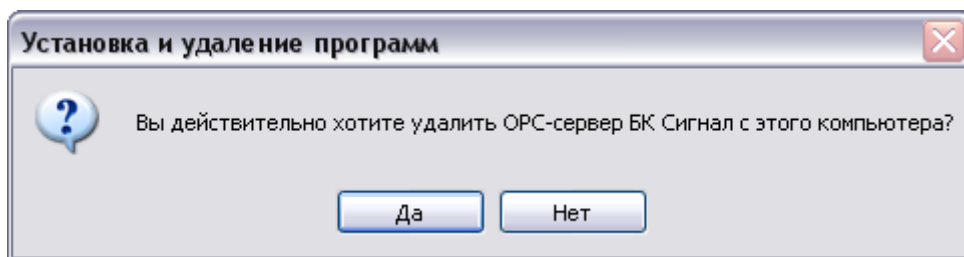 Установка и удаление программ
Вы действительно хотите удалить OPC-сервер БК Сигнал с этого компьютера?
Да
Нет